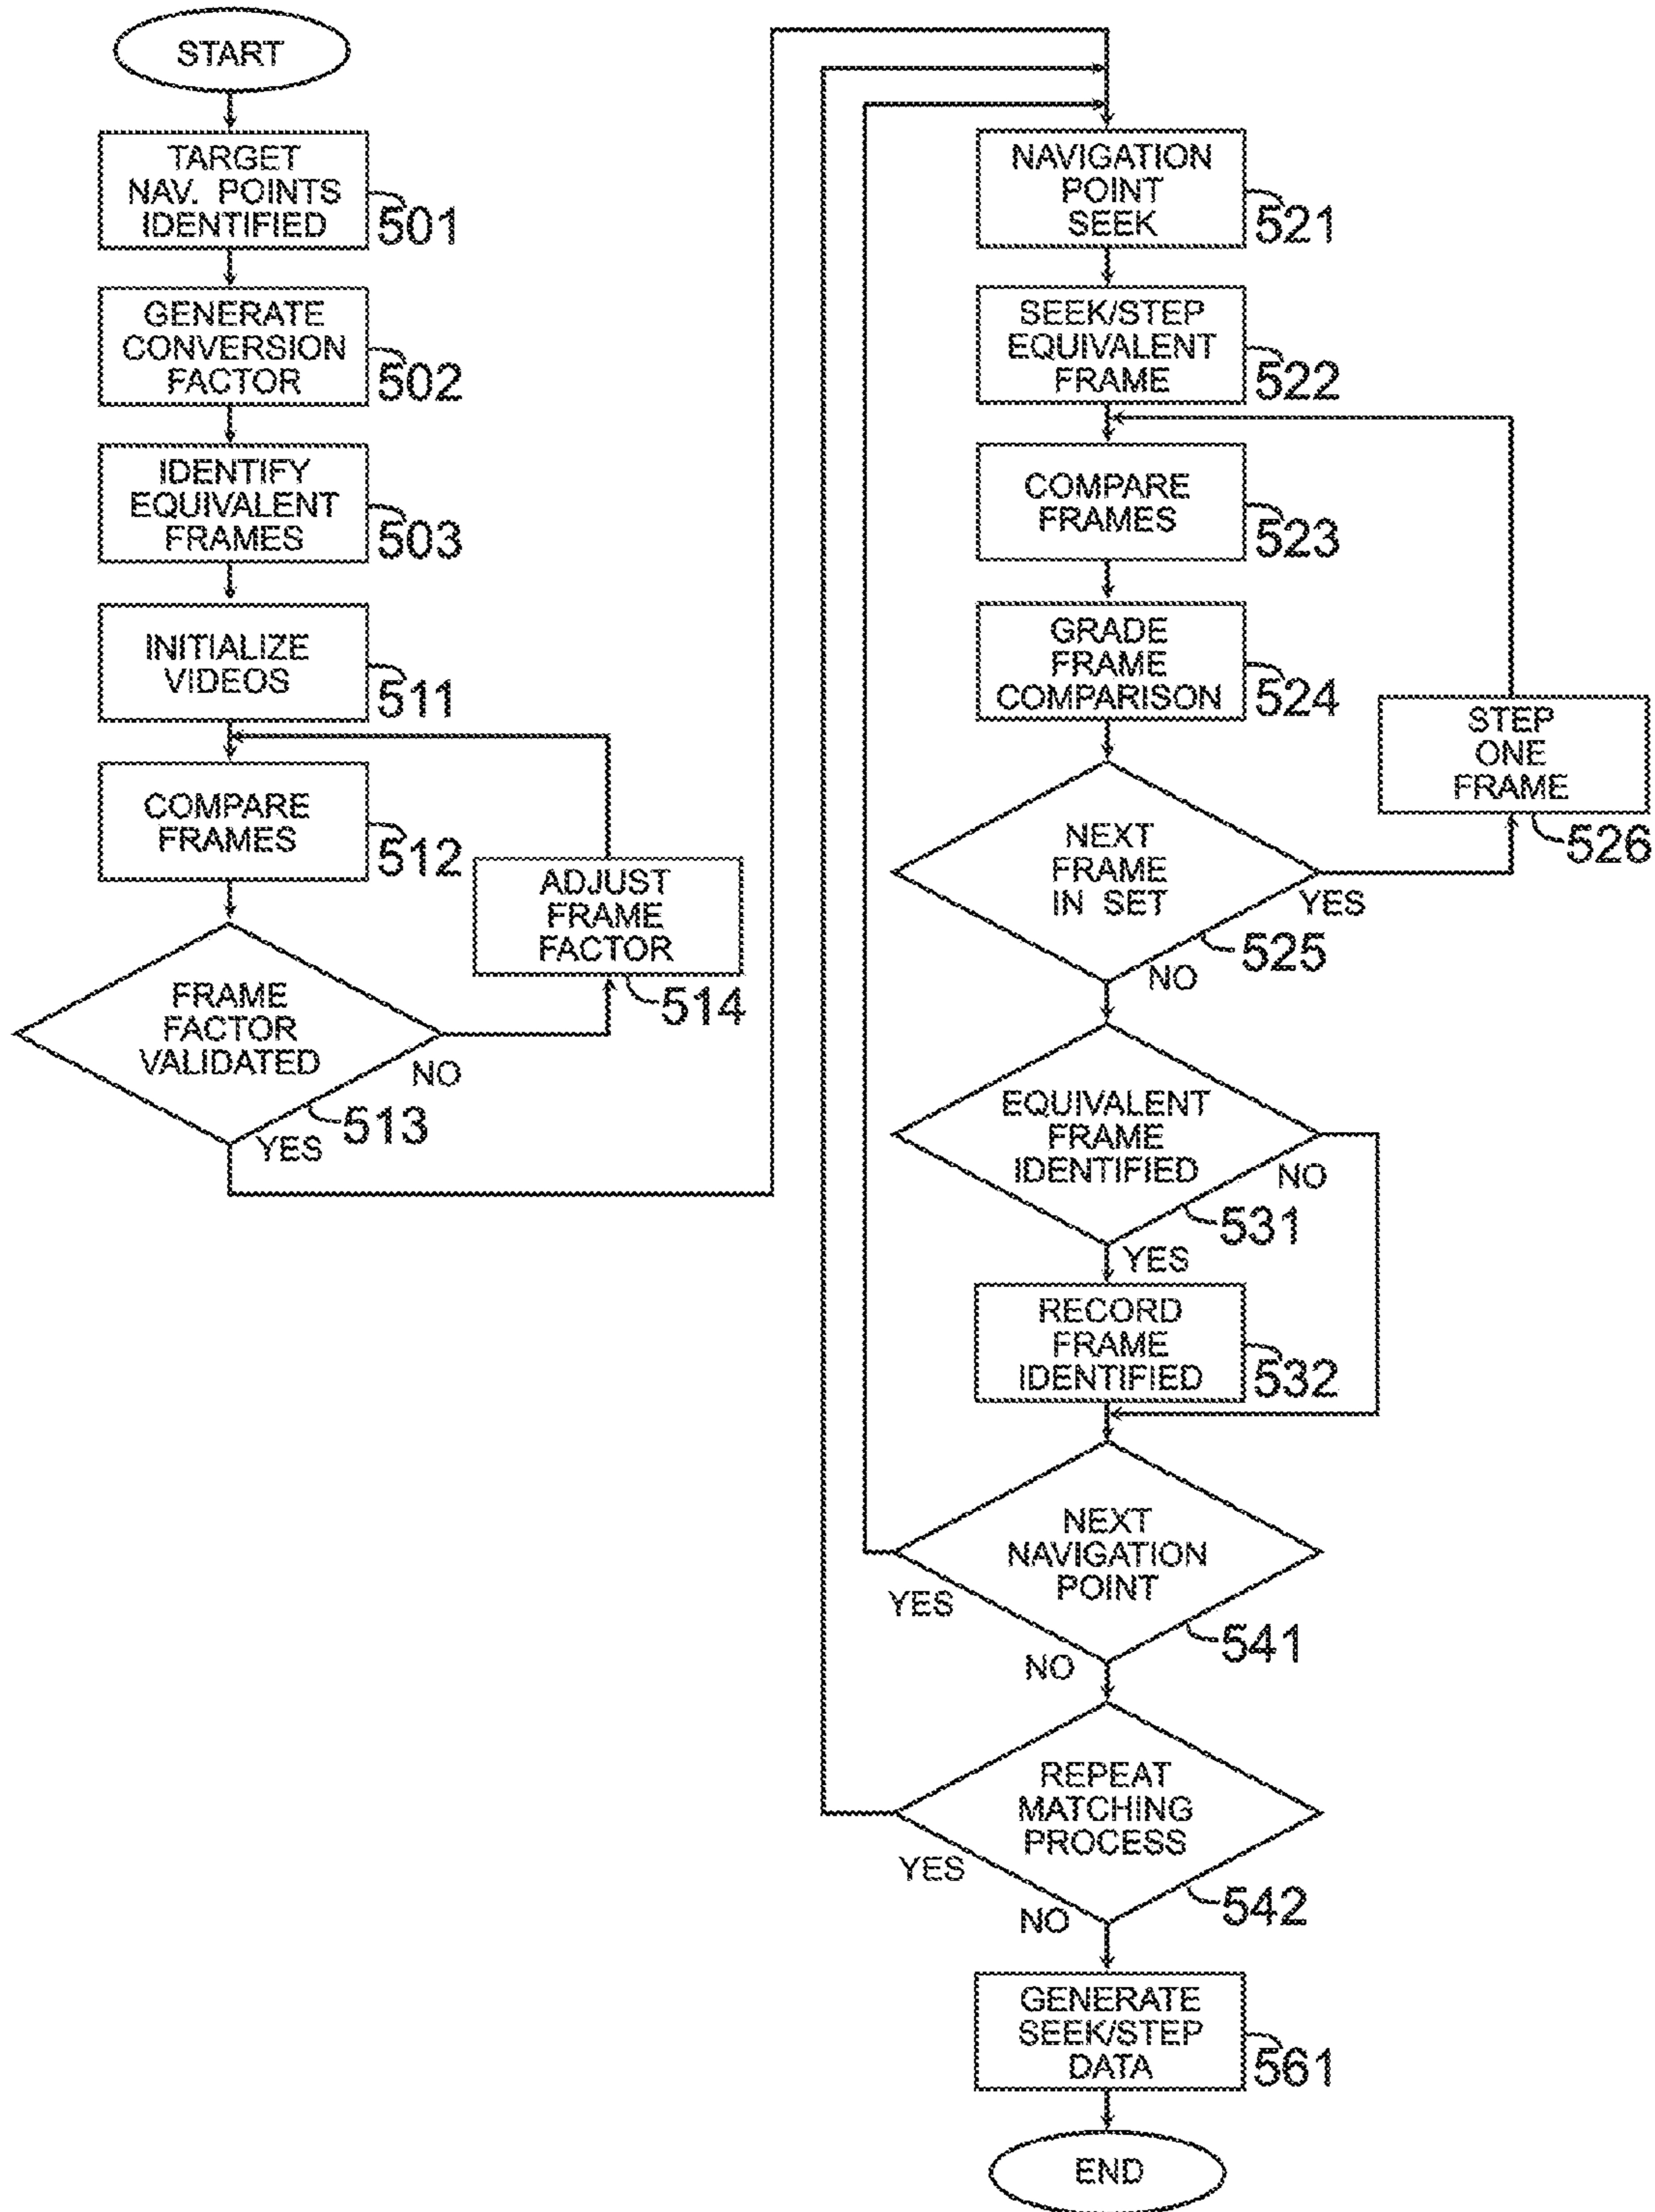 START
TARGET
NAV. POINTS
IDENTIFIED
501
GENERATE
CONVERSION
FACTOR
502
IDENTIFY
EQUIVALENT
FRAMES
503
INITIALIZE
VIDEOS
511
COMPARE
FRAMES
512
ADJUST
FRAME
FACTOR
514
FRAME
FACTOR
VALIDATED
NO
513
YES
NAVIGATION
POINT
SEEK
521
SEEK/STEP
EQUIVALENT
FRAME
522
COMPARE
FRAMES
523
GRADE
FRAME
COMPARISON
524
STEP
ONE
FRAME
526
NEXT
FRAME
IN SET
YES
525
NO
EQUIVALENT
FRAME
IDENTIFIED
NO
531
YES
RECORD
FRAME
IDENTIFIED
532
NEXT
NAVIGATION
POINT
YES
541
NO
REPEAT
MATCHING
PROCESS
YES
542
NO
GENERATE
SEEK/STEP
DATA
561
END